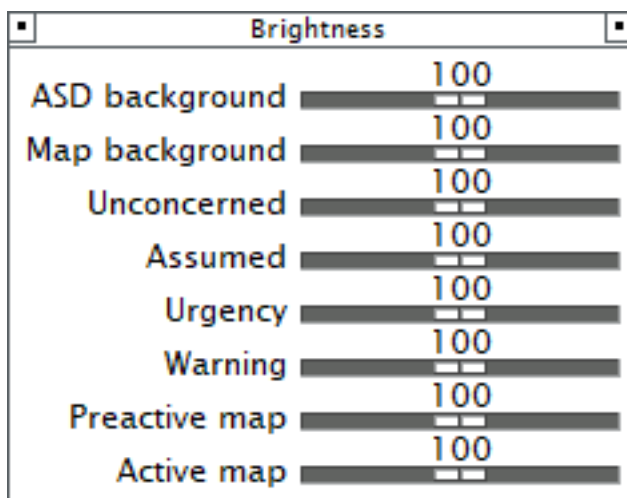 Brightness
100
ASD background
100
Map background
100
Unconcerned
100
Assumed
100
Urgency
100
Warning
100
Preactive map
100
Active map